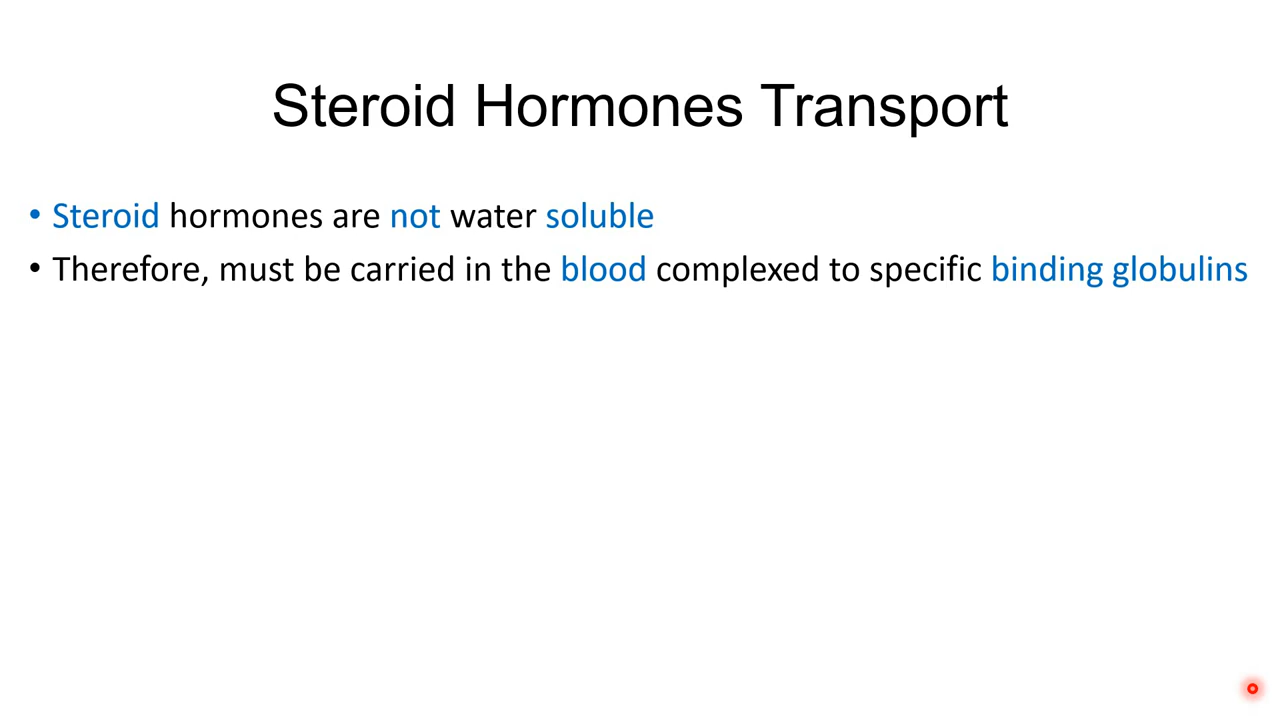 Steroid Hormones Transport
• Steroid hormones are not water soluble
• Therefore, must be carried in the blood complexed to specific binding globulins